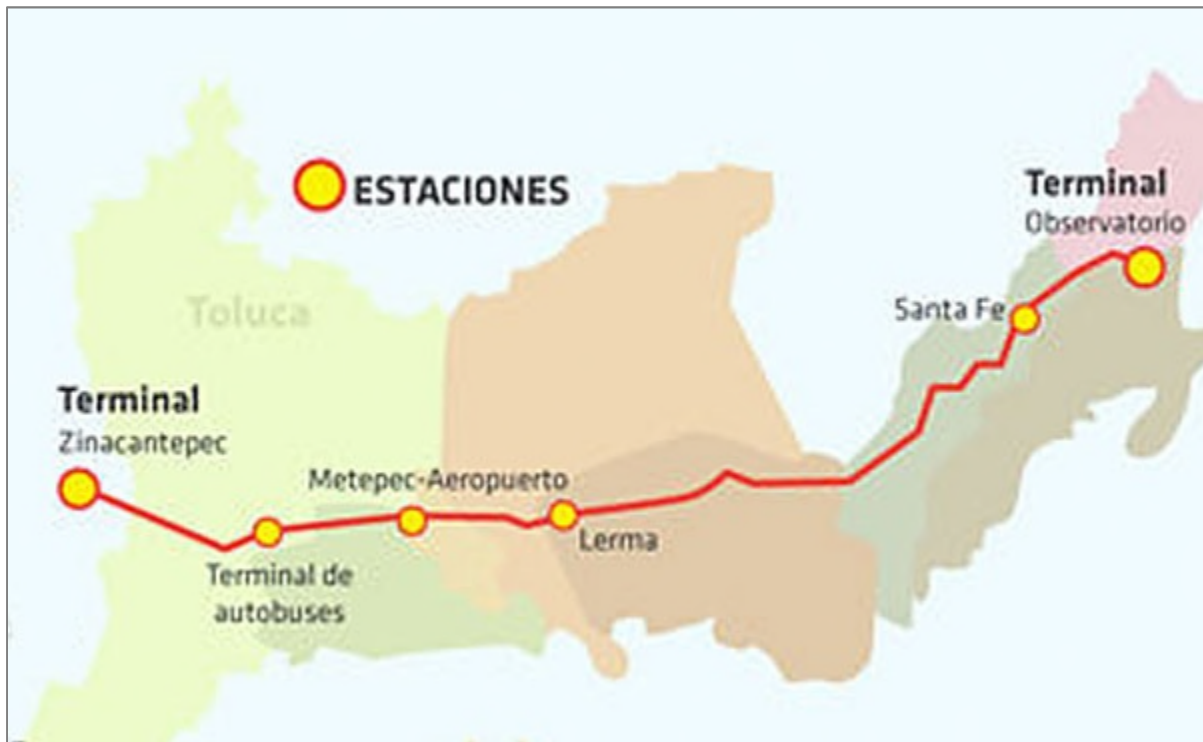 ESTACIONES
Toluca
Terminal
Zinacantepec
Terminal de
autobuses
Metepec-Aeropuerto
Lerma
Santa Fe
Terminal
Observatorio